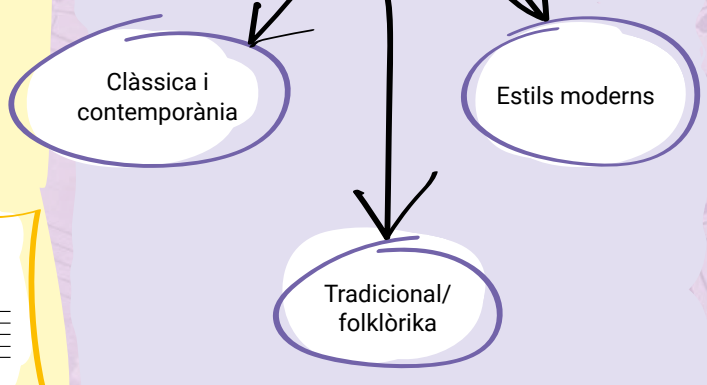 Clàssica i
contemporània
Estils moderns
Tradicional/
folklòrika